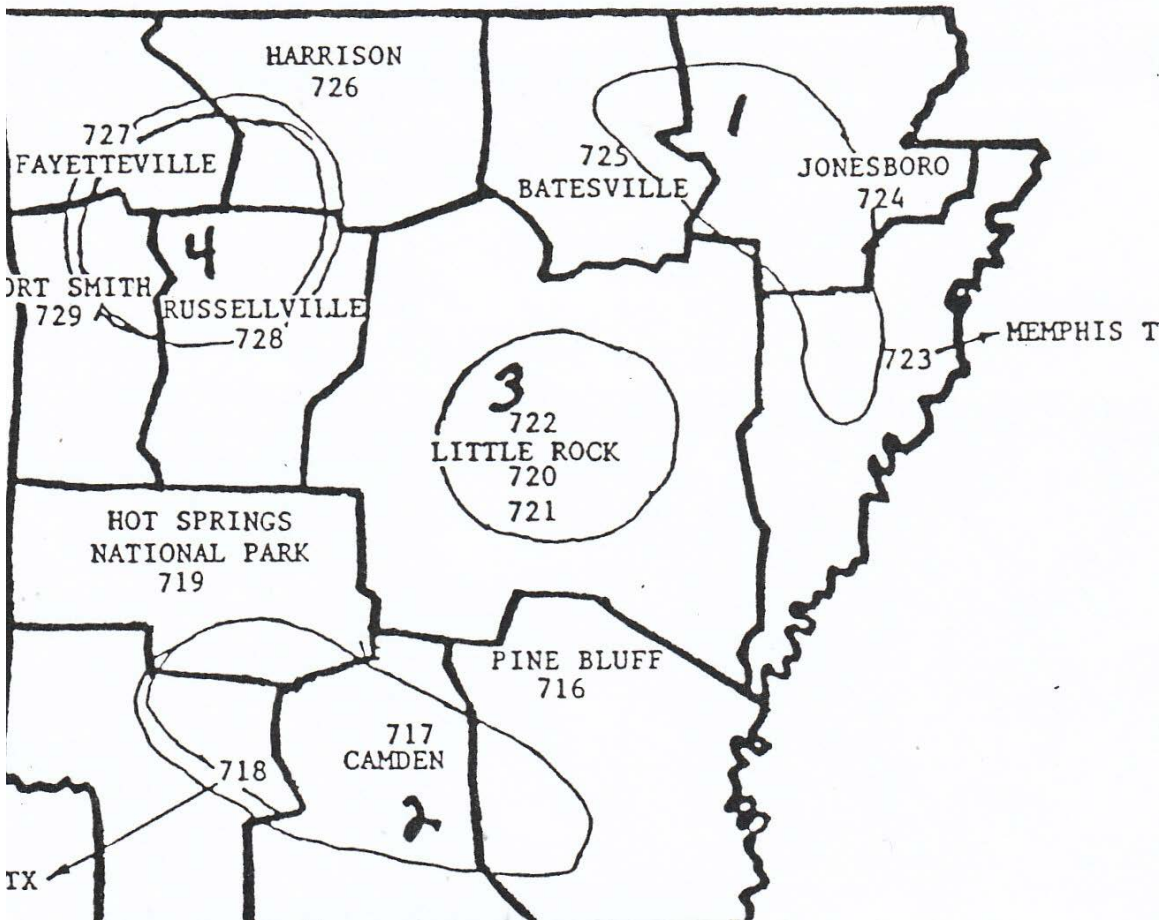 HARRISON
726
1
727
FAYETTEVILLE
725
BATESVILLE
JONESBORO
724
4
ORT SMITH
729
RUSSELLVILLE
728
723
MEMPHIS T
3
722
LITTLE ROCK
720
721
HOT SPRINGS
NATIONAL PARK
719
PINE BLUFF
716
717
CAMDEN
718
2
TX